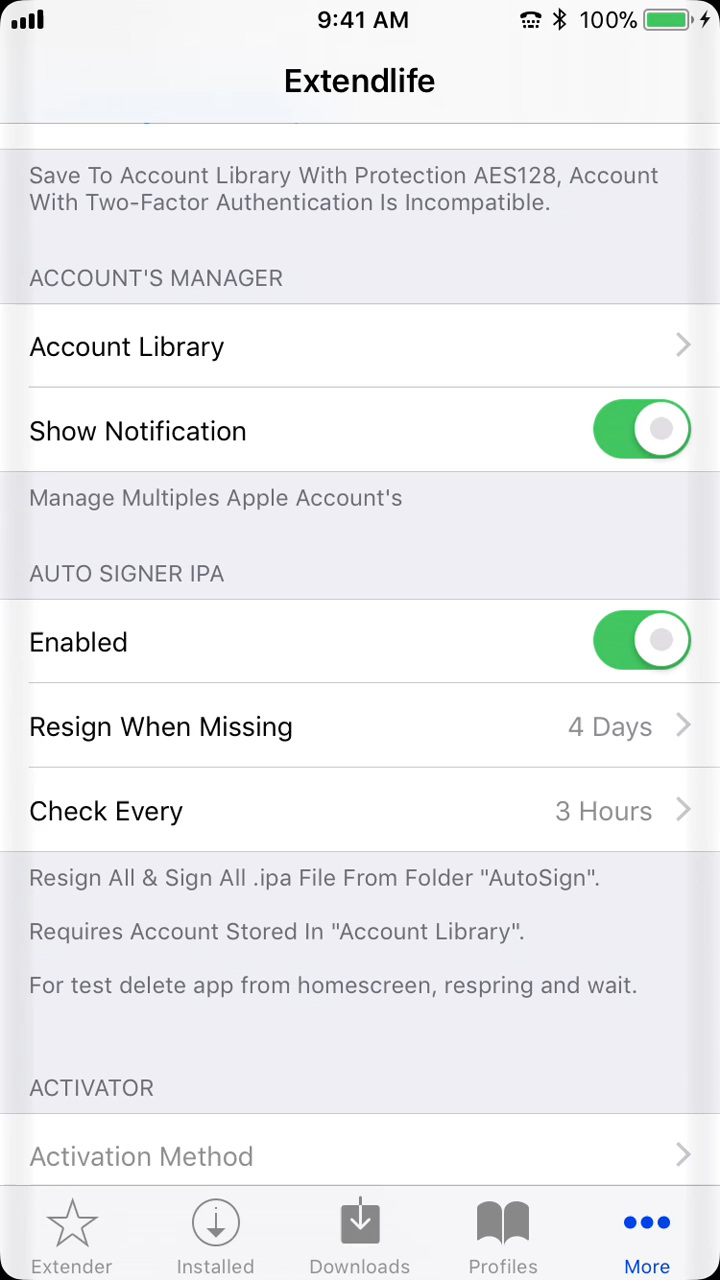 9:41 AM
100%
Extendlife
Save To Account Library With Protection AES128, Account
With Two-Factor Authentication Is Incompatible.
ACCOUNT'S MANAGER
Account Library
Show Notification
Manage Multiples Apple Account's
AUTO SIGNER IPA
Enabled
Resign When Missing 4 Days
Check Every 3 Hours
Resign All & Sign All .ipa File From Folder "AutoSign".
Requires Account Stored In "Account Library".
For test delete app from homescreen, respring and wait.
ACTIVATOR
Activation Method
Extender Installed Downloads Profiles More